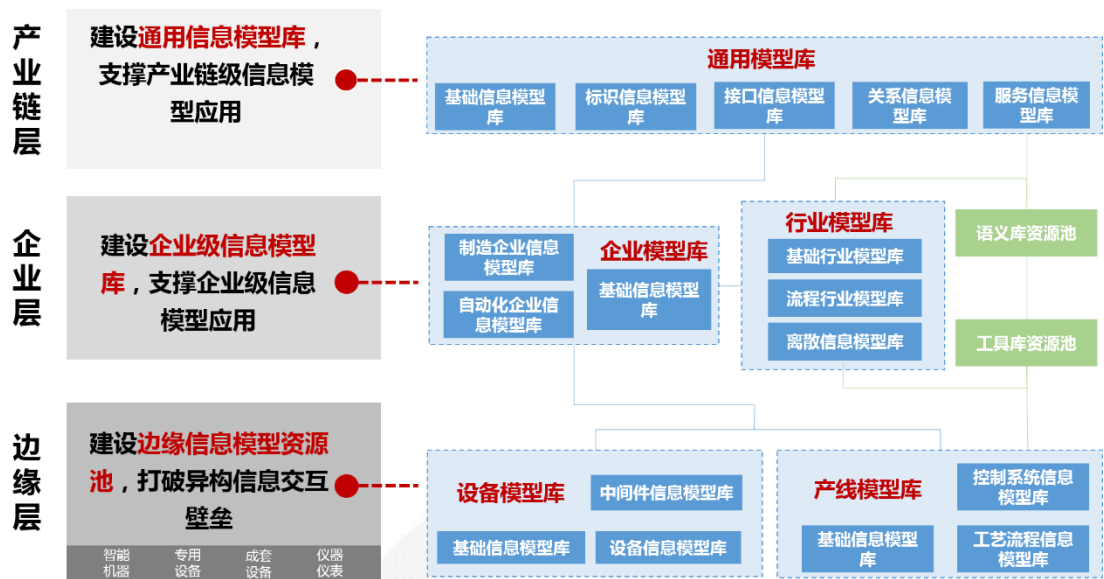 产
业
链
层
建设通用信息模型库，
支撑产业链级信息模
型应用
通用模型库
基础信息模型
库
标识信息模型
库
接口信息模型
库
关系信息模
型库
服务信息模
型库
企
业
层
建设企业级信息模型
库，支撑企业级信息
模型应用
制造企业信息
模型库
自动化企业信
息模型库
企业模型库
基础信息模型
库
行业模型库
基础行业模型库
流程行业模型库
离散信息模型库
语义库资源池
工具库资源池
边
缘
层
建设边缘信息模型资源
池，打破异构信息交互
壁垒
智能
机器
专用
设备
成套
设备
仪器
仪表
设备模型库
中间件信息模型库
基础信息模型库
设备信息模型库
产线模型库
控制系统信息
模型库
基础信息模型
库
工艺流程信息
模型库